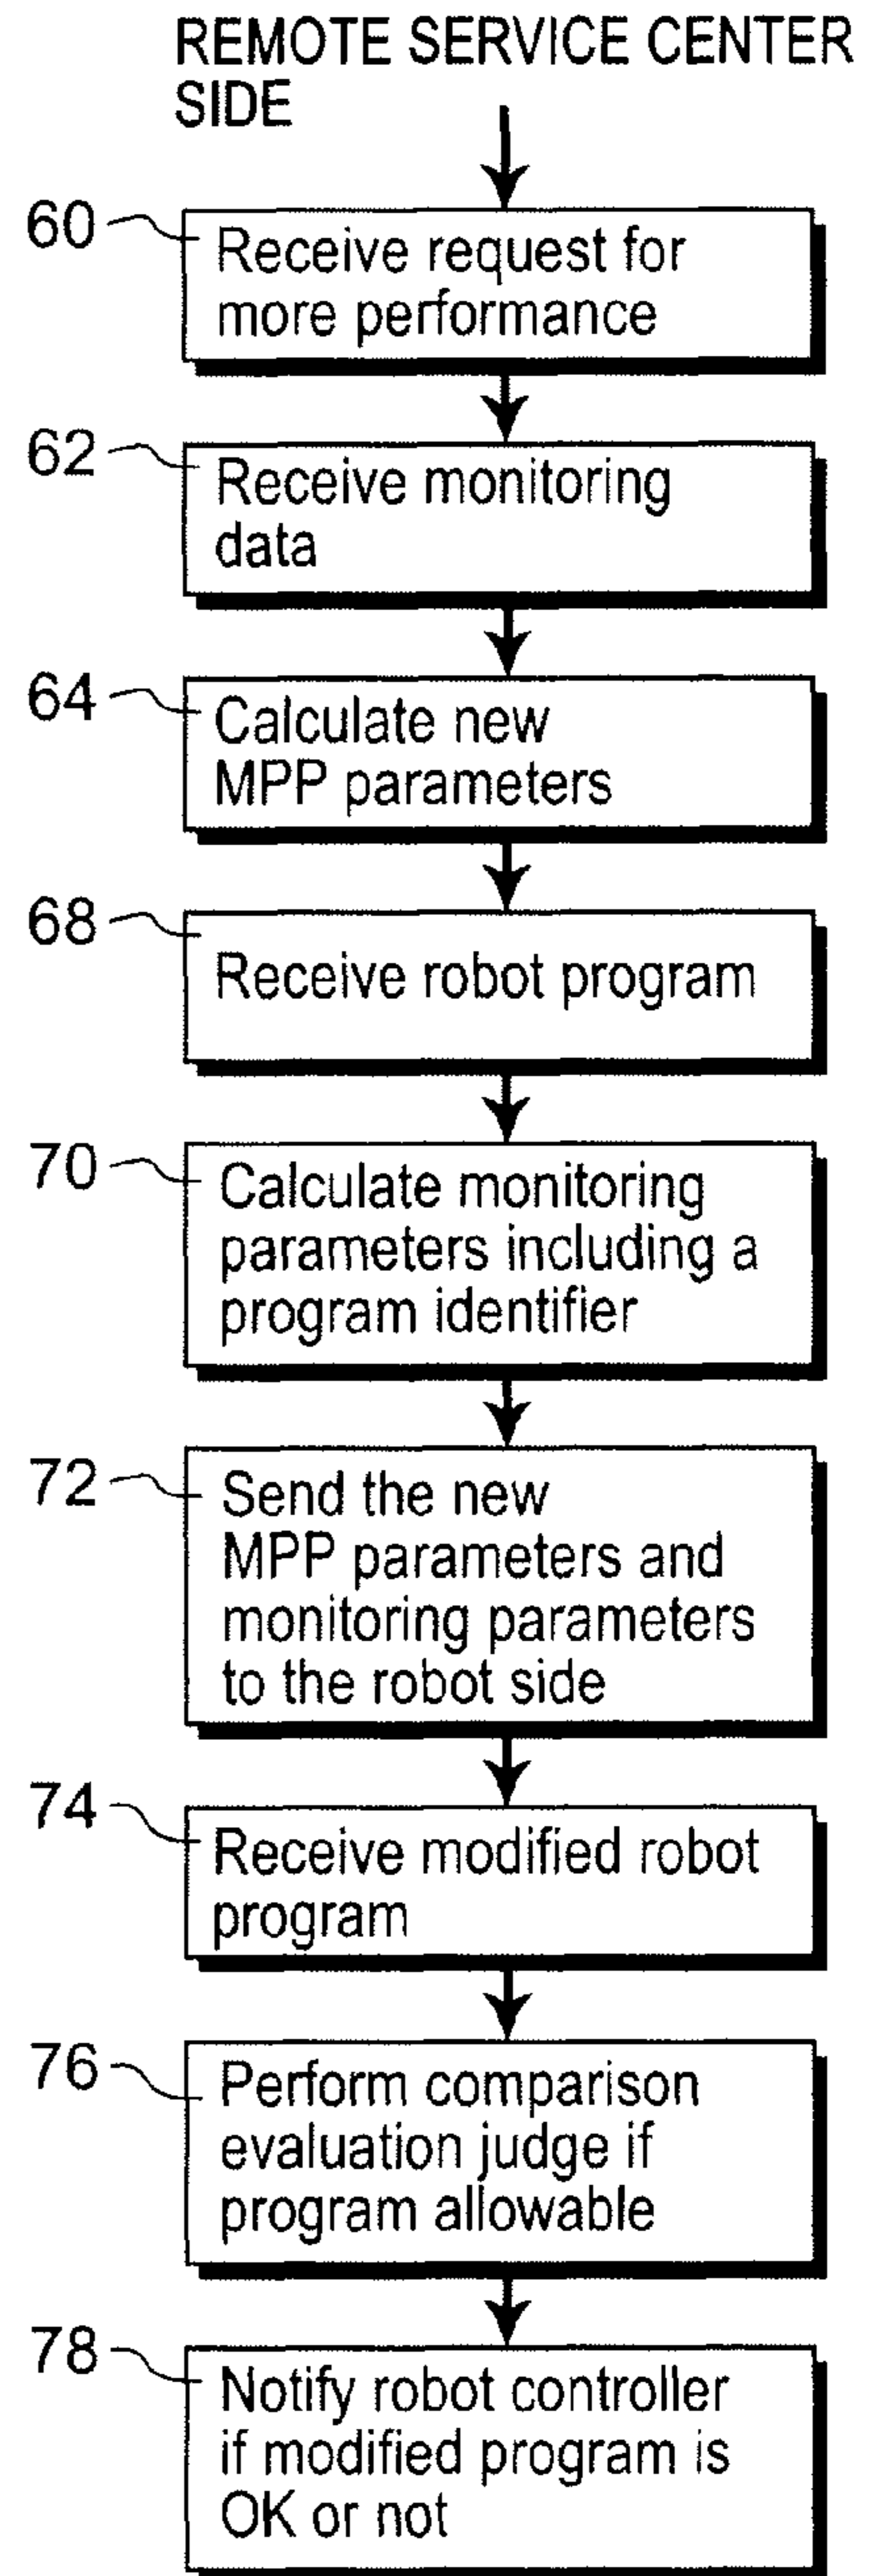 REMOTE SERVICE CENTER
SIDE
60
Receive request for
more performance
62
Receive monitoring
data
64
Calculate new
MPP parameters
68
Receive robot program
70
Calculate monitoring
parameters including a
program identifier
72
Send the new
MPP parameters and
monitoring parameters
to the robot side
74
Receive modified robot
program
76
Perform comparison
evaluation judge if
program allowable
78
Notify robot controller
if modified program is
OK or not